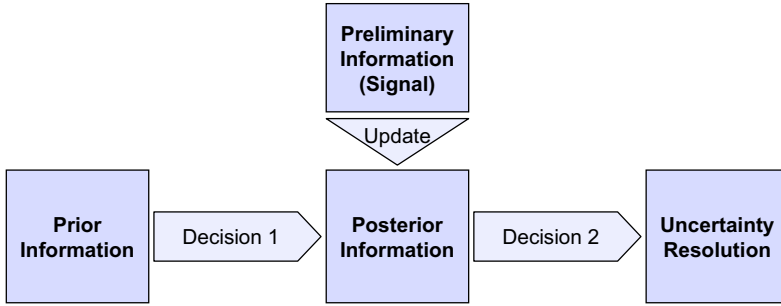 Preliminary
Information
(Signal)
Update
Prior
Information
Decision 1
Posterior
Information
Decision 2
Uncertainty
Resolution